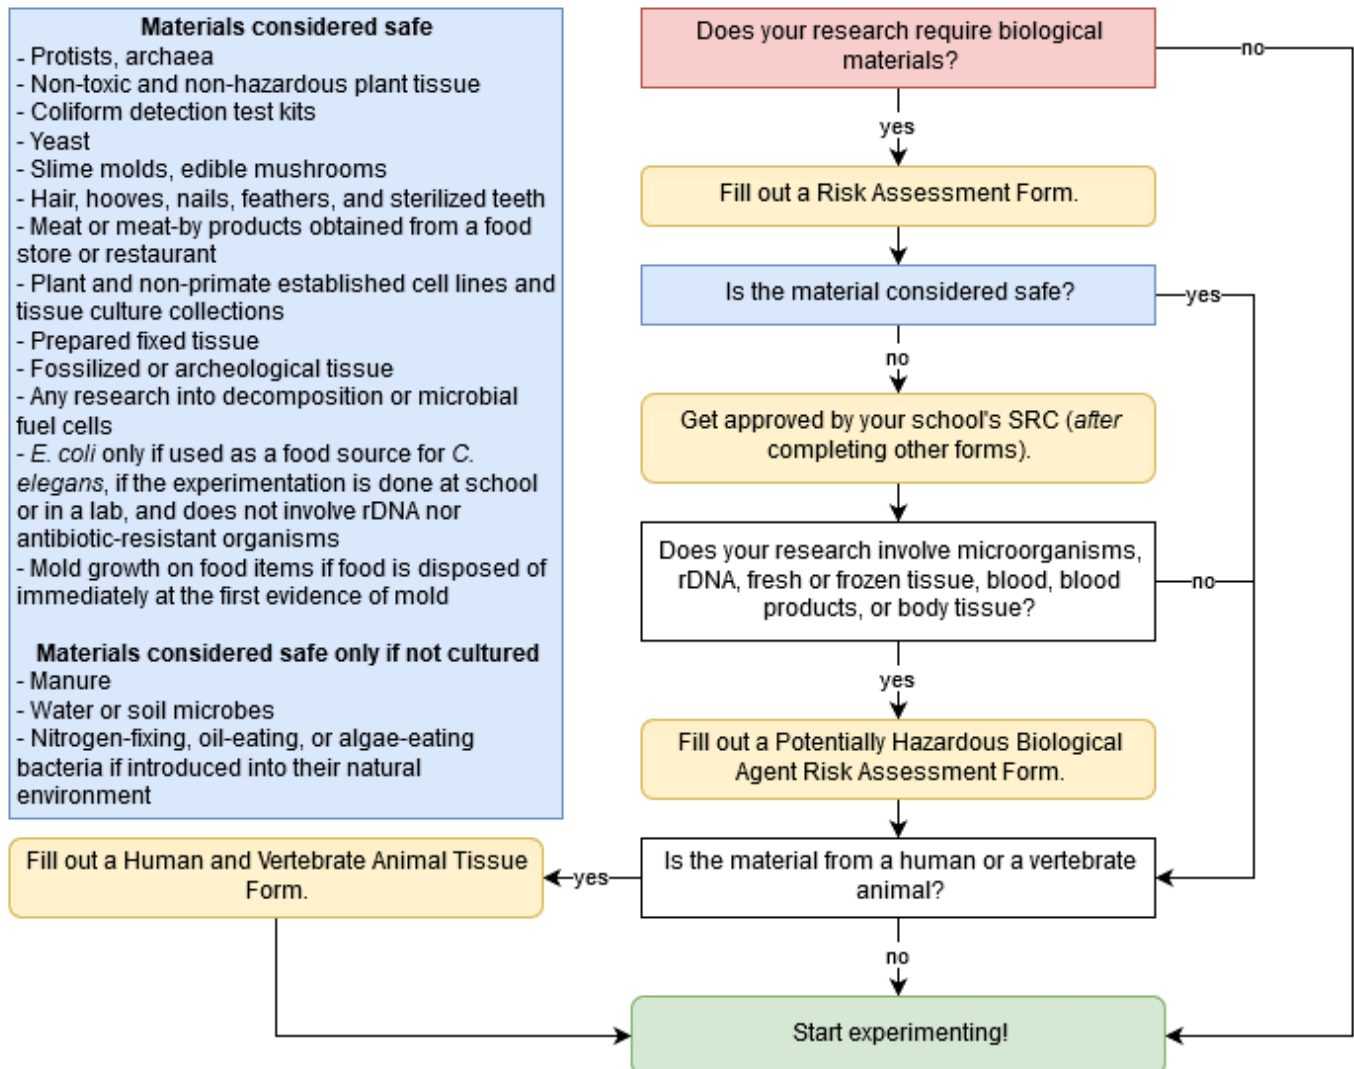 Materials considered safe
- Protists, archaea
- Non-toxic and non-hazardous plant tissue
- Coliform detection test kits
- Yeast
- Slime molds, edible mushrooms
- Hair, hooves, nails, feathers, and sterilized teeth
- Meat or meat-by products obtained from a food
store or restaurant
- Plant and non-primate established cell lines and
tissue culture collections
- Prepared fixed tissue
- Fossilized or archeological tissue
- Any research into decomposition or microbial
fuel cells
- E. coli only if used as a food source for C.
elegans, if the experimentation is done at school
or in a lab, and does not involve rDNA nor
antibiotic-resistant organisms
- Mold growth on food items if food is disposed of
immediately at the first evidence of mold
Materials considered safe only if not cultured
- Manure
- Water or soil microbes
- Nitrogen-fixing, oil-eating, or algae-eating
bacteria if introduced into their natural
environment
Does your research require biological
materials?
no
yes
Fill out a Risk Assessment Form.
Is the material considered safe?
yes
no
Get approved by your school's SRC (after
completing other forms).
Does your research involve microorganisms,
rDNA, fresh or frozen tissue, blood, blood
products, or body tissue?
no
yes
Fill out a Potentially Hazardous Biological
Agent Risk Assessment Form.
Is the material from a human or a vertebrate
animal?
yes
Fill out a Human and Vertebrate Animal Tissue
Form.
no
Start experimenting!